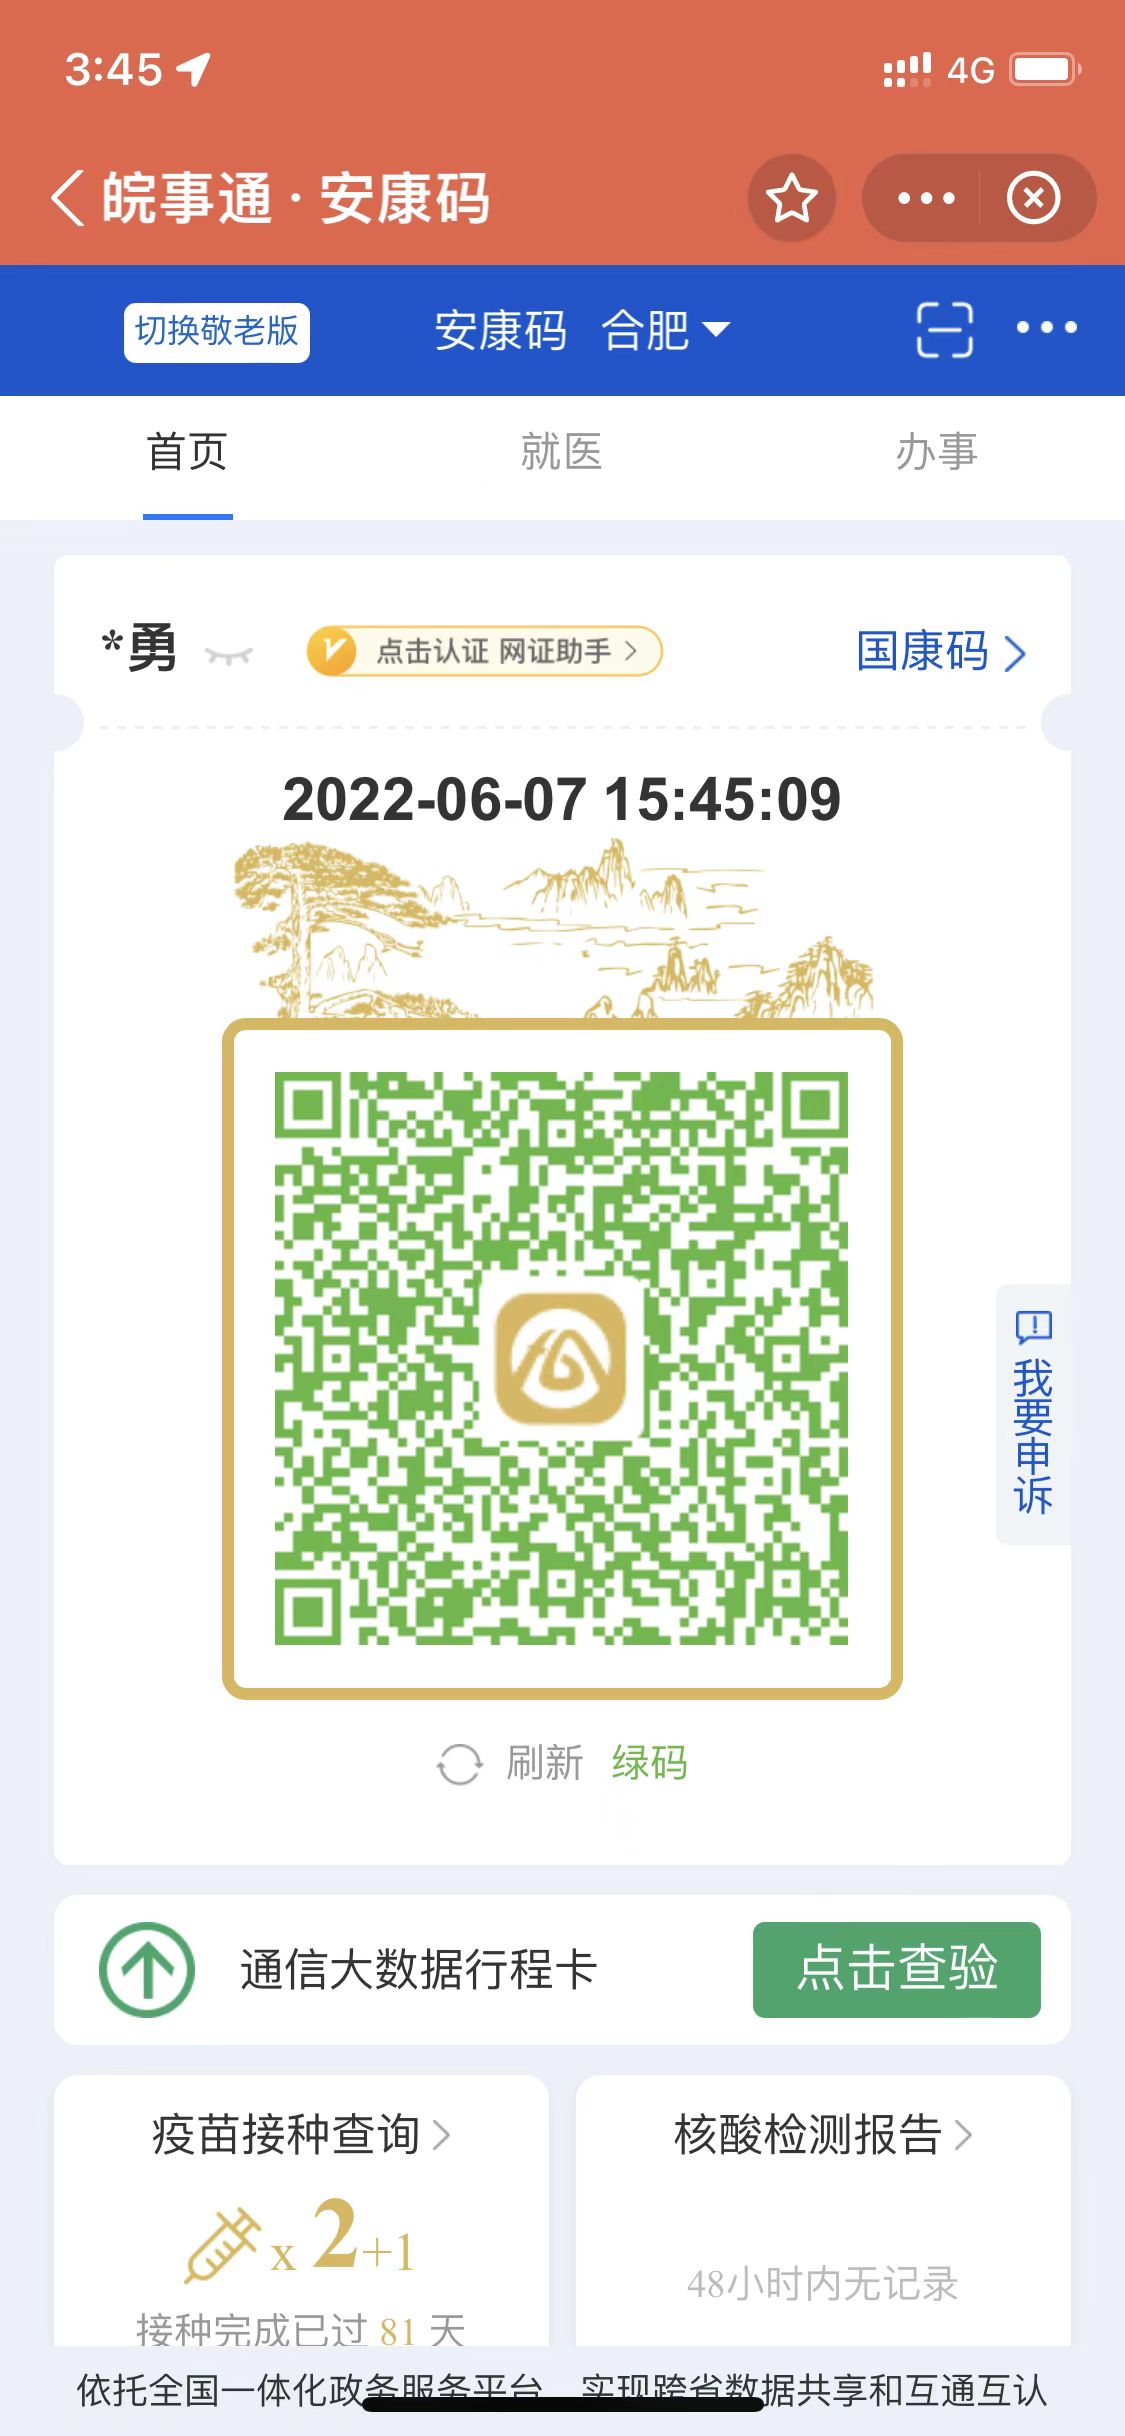 3:45
4G
皖事通 · 安康码
切换敬老版
安康码 合肥
首页 就医 办事
*勇
点击认证 网证助手
国康码
2022-06-07 15:45:09
我要申诉
刷新 绿码
通信大数据行程卡
点击查验
疫苗接种查询
x 2+1
接种完成已过 81 天
核酸检测报告
48小时内无记录
依托全国一体化政务服务平台 实现跨省数据共享和互通互认